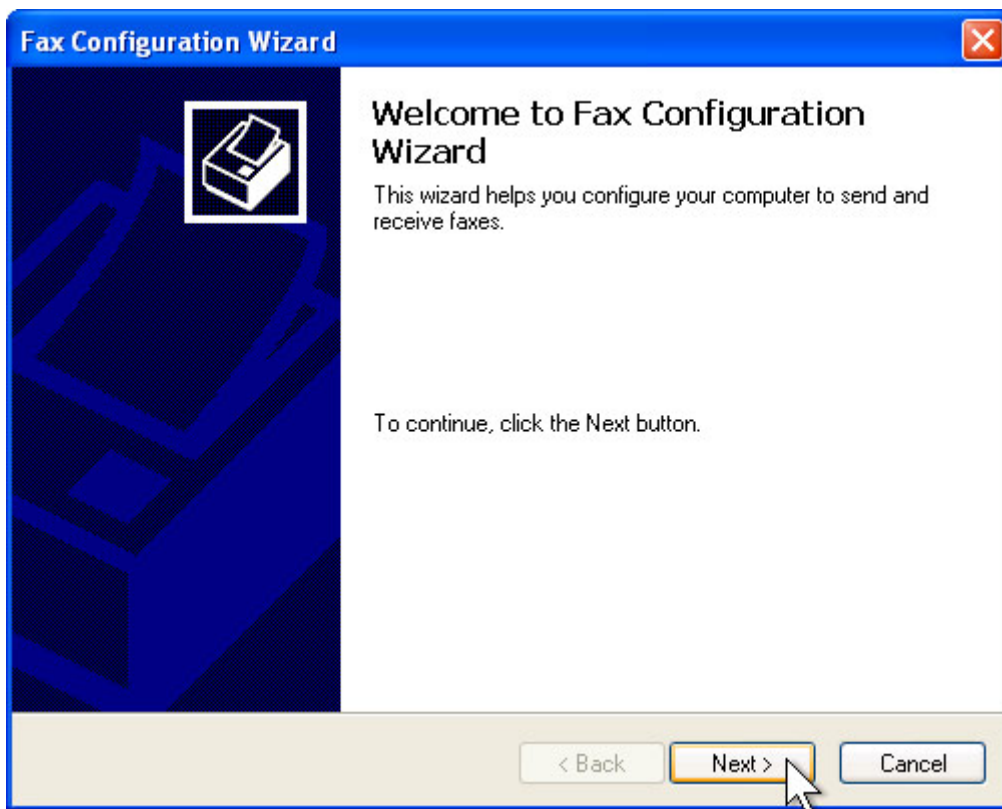 Fax Configuration Wizard
Welcome to Fax Configuration
Wizard
This wizard helps you configure your computer to send and
receive faxes.
To continue, click the Next button.
< Back Next > Cancel